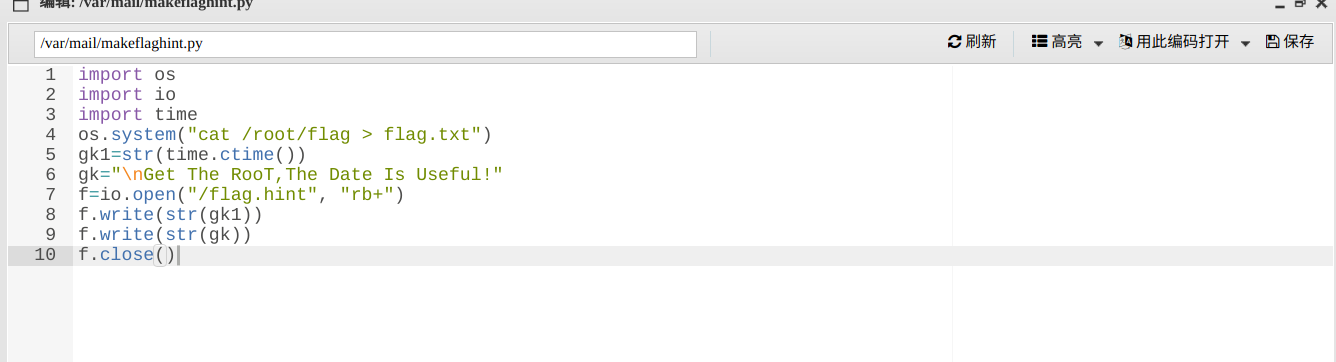 编辑: /var/mail/makeflaghint.py
/var/mail/makeflaghint.py 刷新 高亮 用此编码打开 保存
1 import os
2 import io
3 import time
4 os.system("cat /root/flag > flag.txt")
5 gk1=str(time.ctime())
6 gk="\nGet The RooT,The Date Is Useful!"
7 f=io.open("/flag.hint", "rb+")
8 f.write(str(gk1))
9 f.write(str(gk))
10 f.close()